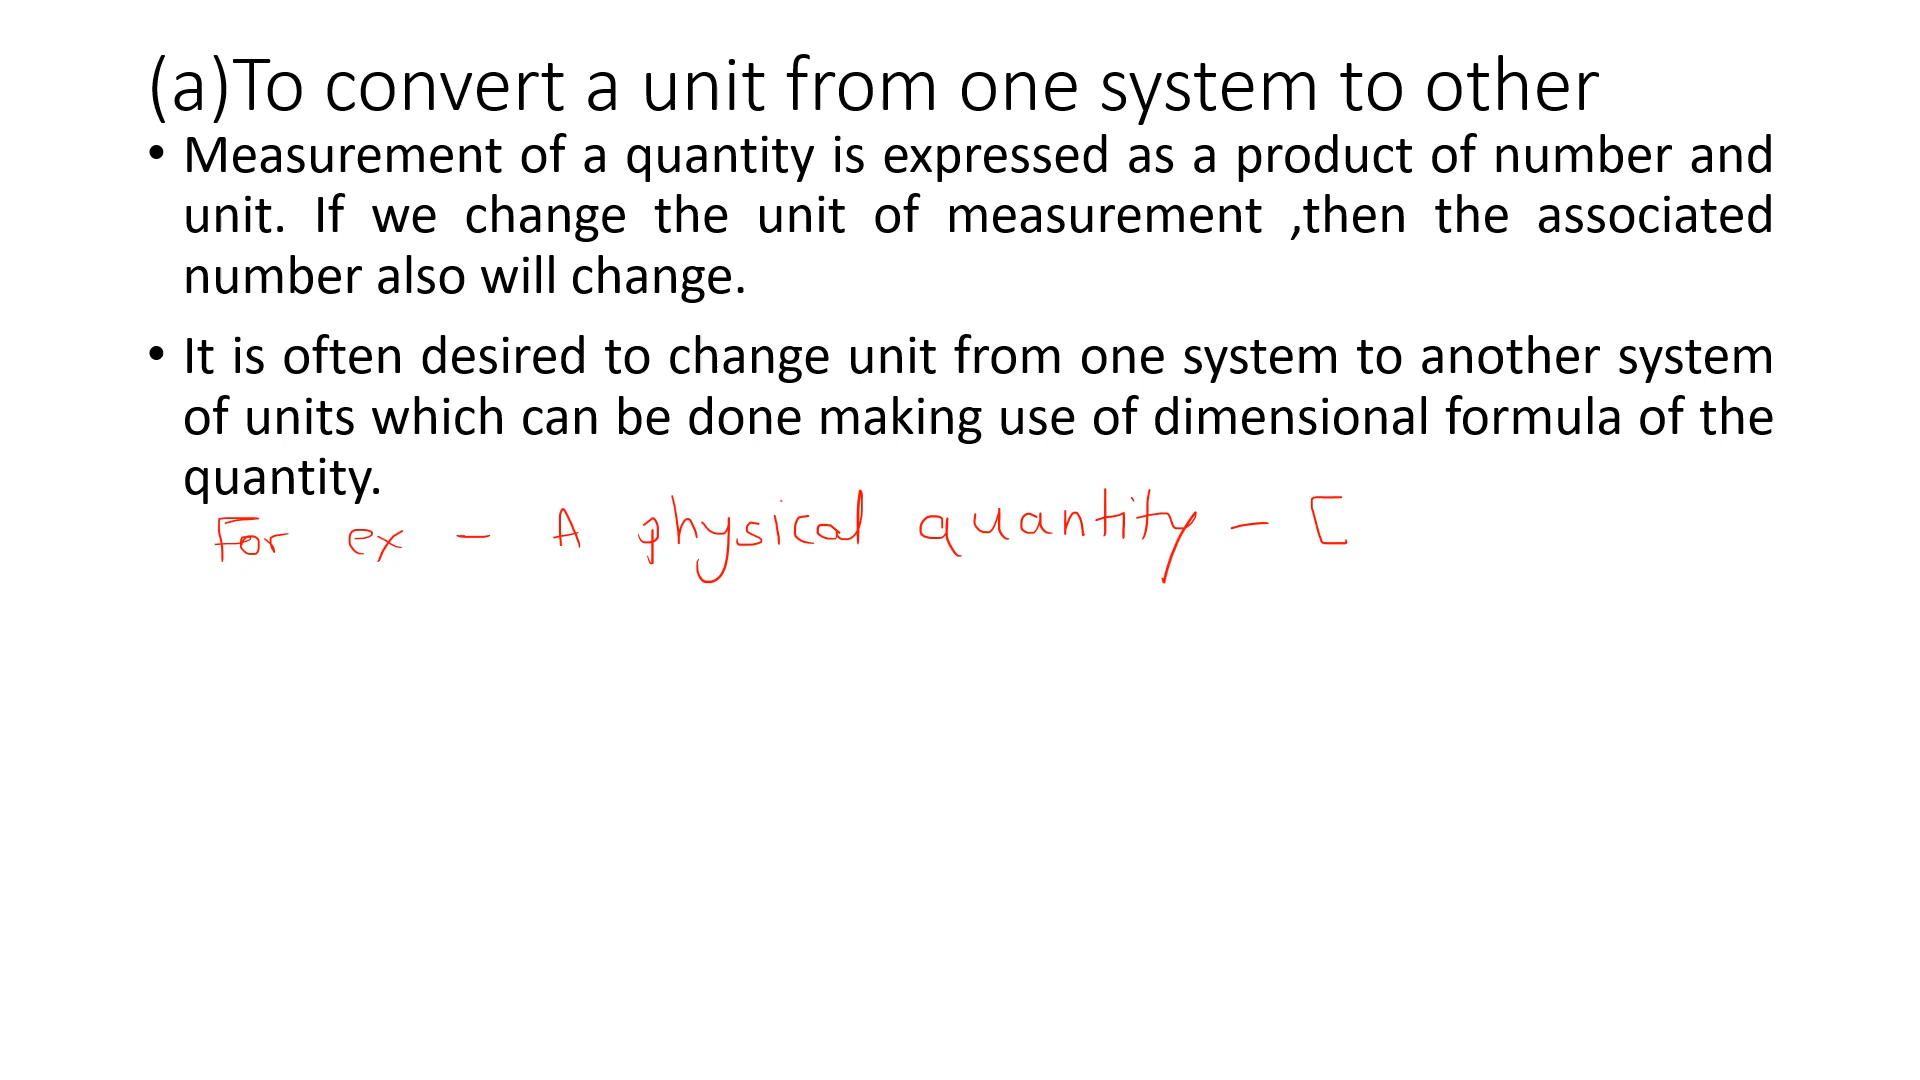 (a)To convert a unit from one system to other
• Measurement of a quantity is expressed as a product of number and
unit. If we change the unit of measurement ,then the associated
number also will change.
• It is often desired to change unit from one system to another system
of units which can be done making use of dimensional formula of the
quantity.
For ex - A physical quantity - [